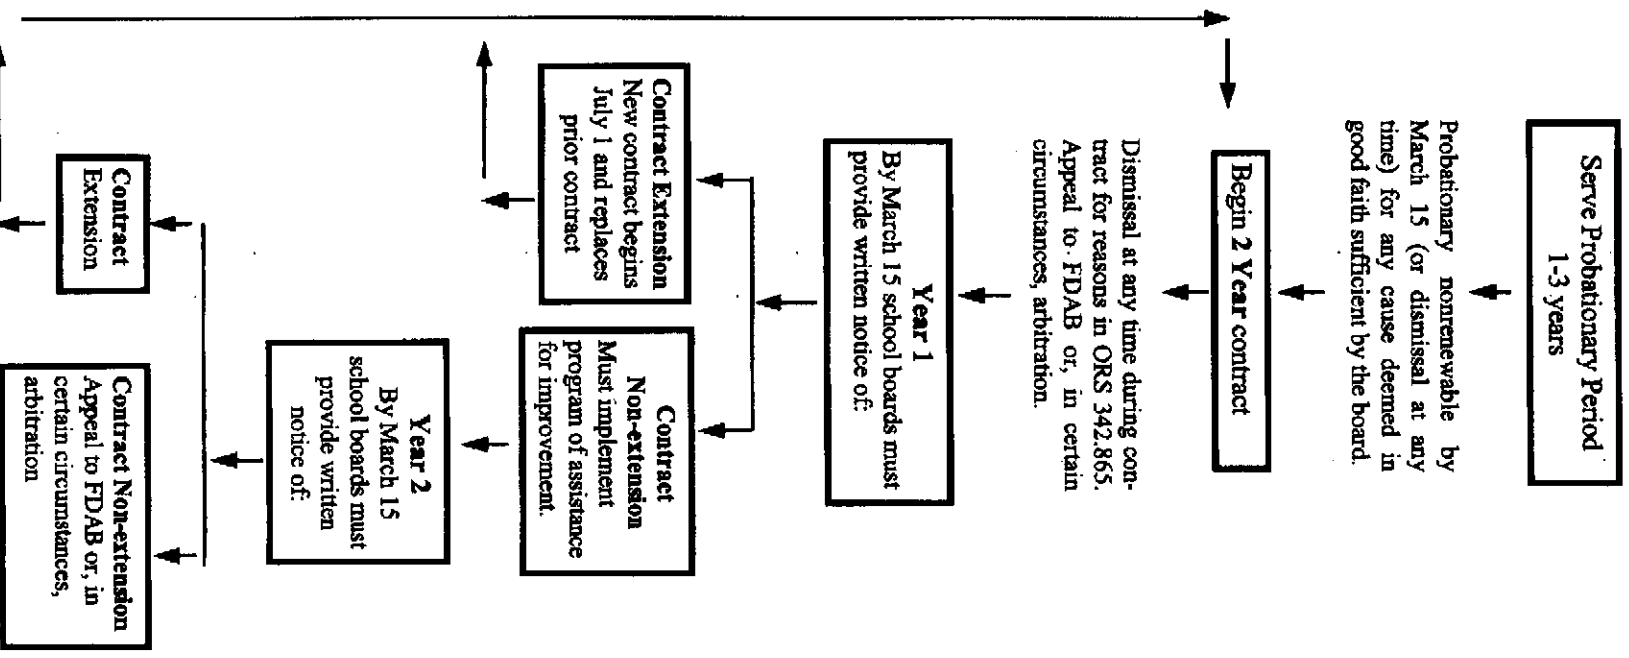 Serve Probationary Period
1-3 years
Probationary nonrenewable by
March 15 (or dismissal at any
time) for any cause deemed in
good faith sufficient by the board.
Begin 2 Year contract
Dismissal at any time during con-
tract for reasons in ORS 342.865.
Appeal to FDAB or, in certain
circumstances, arbitration.
Year 1
By March 15 school boards must
provide written notice of:
Contract Extension
New contract begins
July 1 and replaces
prior contract
Contract
Non-extension
Must implement
program of assistance
for improvement.
Year 2
By March 15
school boards must
provide written
notice of:
Contract
Extension
Contract Non-extension
Appeal to FDAB or, in
certain circumstances,
arbitration